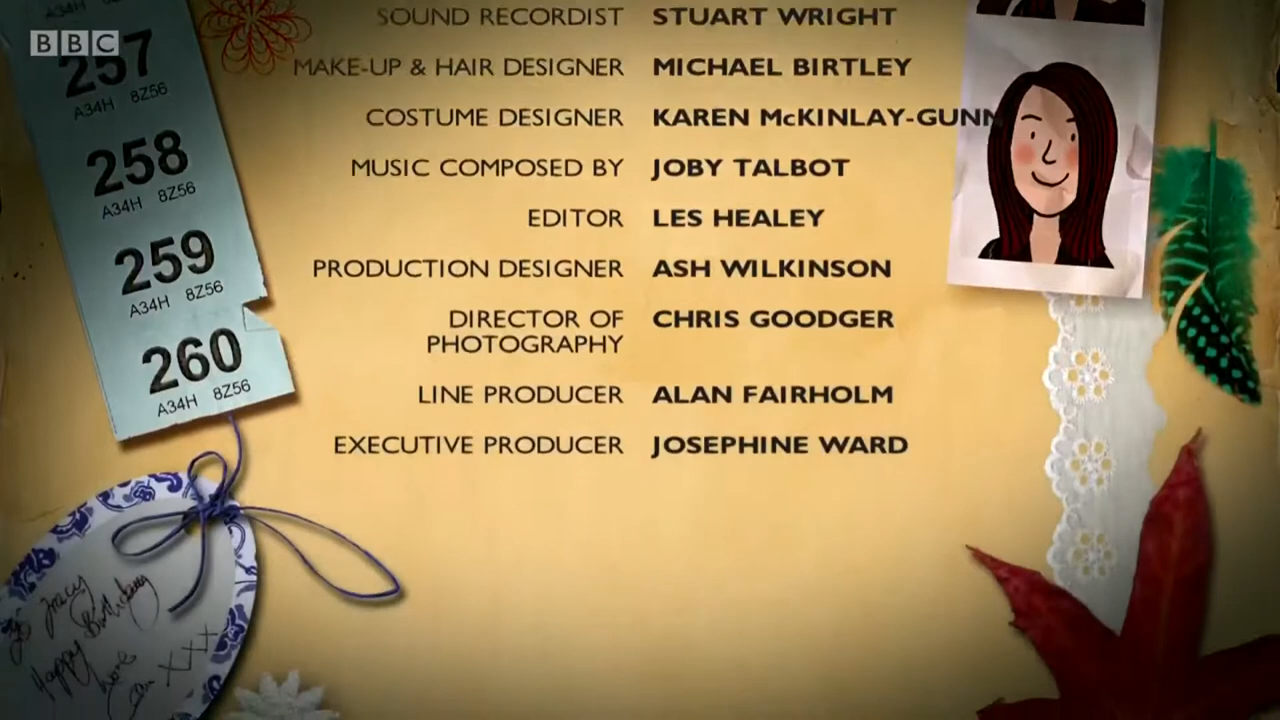 BBC
257
A34H 8Z56
258
A34H 8Z56
259
A34H 8Z56
260
A34H 8Z56
SOUND RECORDIST STUART WRIGHT
MAKE-UP & HAIR DESIGNER MICHAEL BIRTLEY
COSTUME DESIGNER KAREN McKINLAY-GUNN
MUSIC COMPOSED BY JOBY TALBOT
EDITOR LES HEALEY
PRODUCTION DESIGNER ASH WILKINSON
DIRECTOR OF CHRIS GOODGER
PHOTOGRAPHY
LINE PRODUCER ALAN FAIRHOLM
EXECUTIVE PRODUCER JOSEPHINE WARD
To Tracy
Happy Birthday
love
Cam XXX